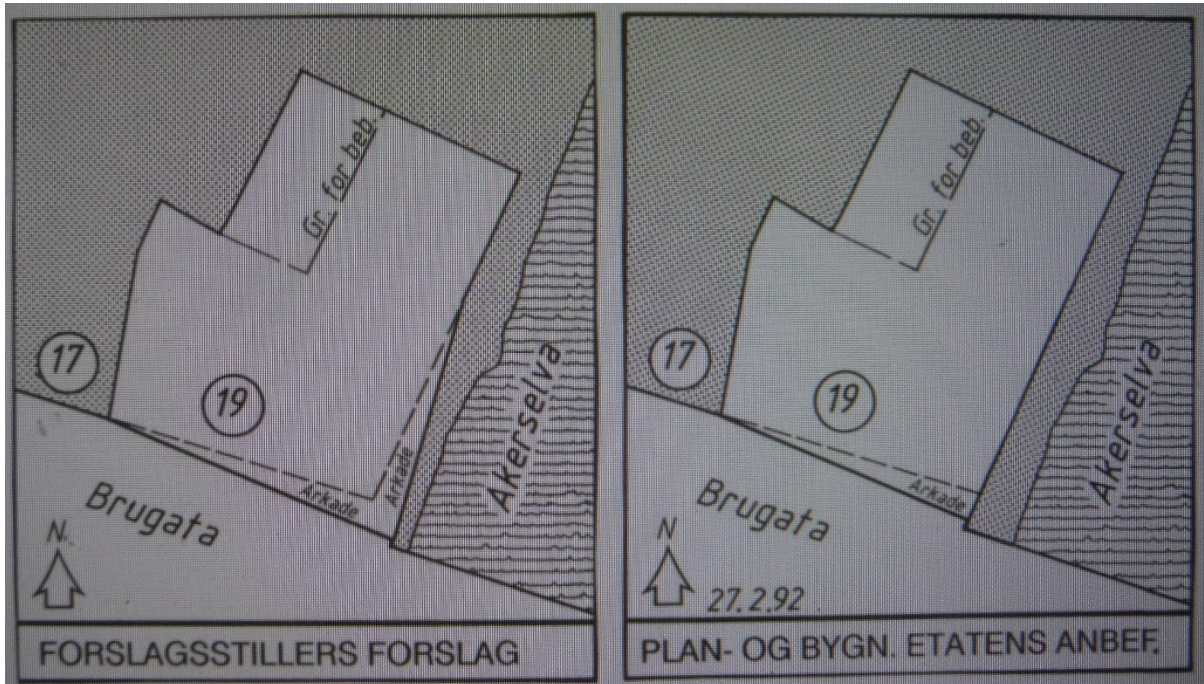 Gr. for beb.
17
19
Arkade
Arkade
Akerselva
Brugata
N
FORSLAGSSTILLERS FORSLAG
Gr. for beb.
17
19
Arkade
Åkerselva
Brugata
N
27.2.92
PLAN- OG BYGN. ETATENS ANBEF.